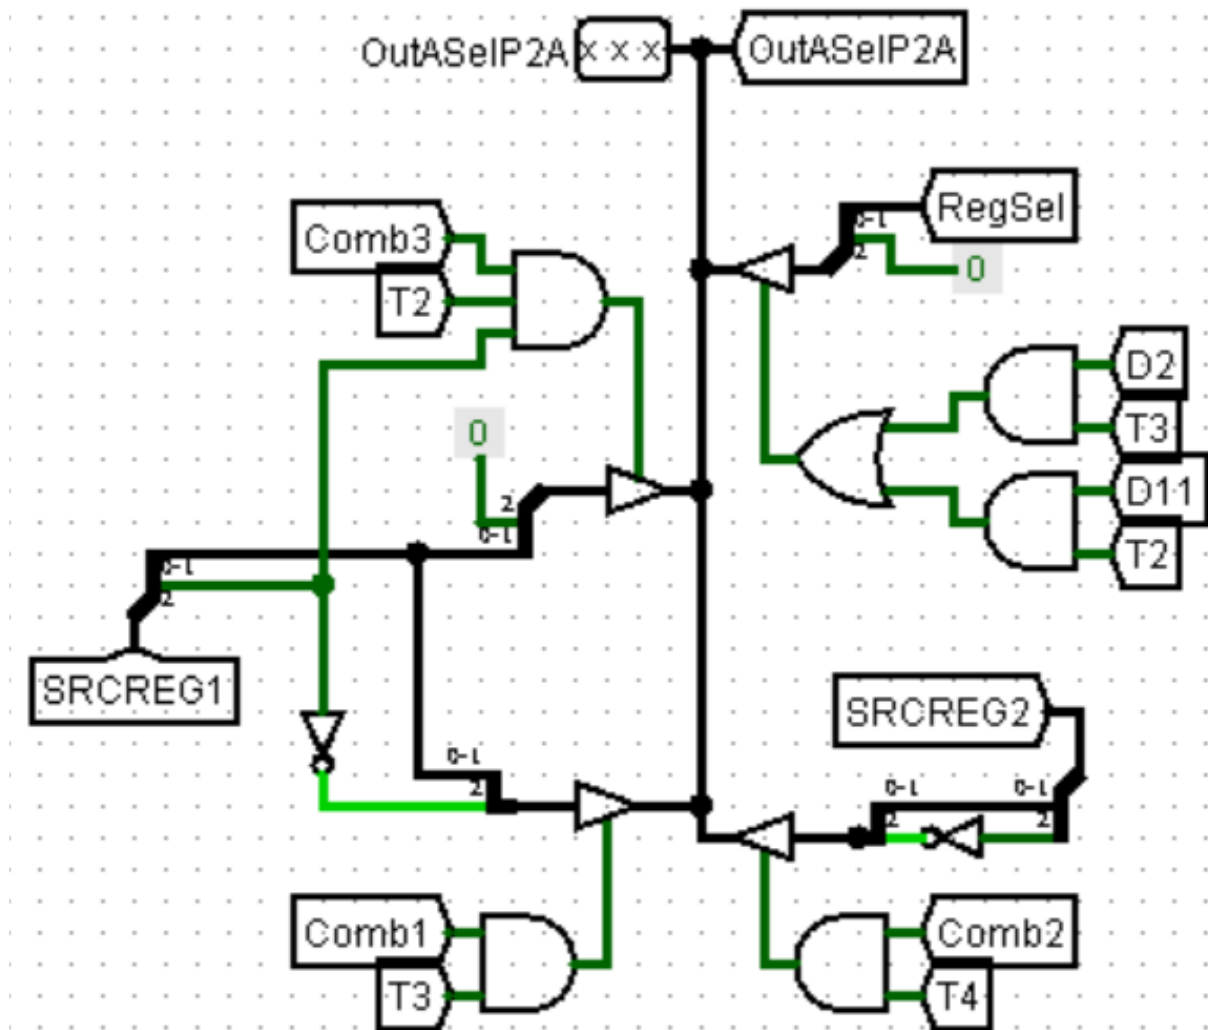 OutASelP2A x x x OutASelP2A
RegSel
0-1
2
0
Comb3
T2
D2
T3
D11
T2
0
2
0-1
0-1
2
SRCREG1
SRCREG2
0-1
2
0-1
0-1
2
2
Comb1
T3
Comb2
T4